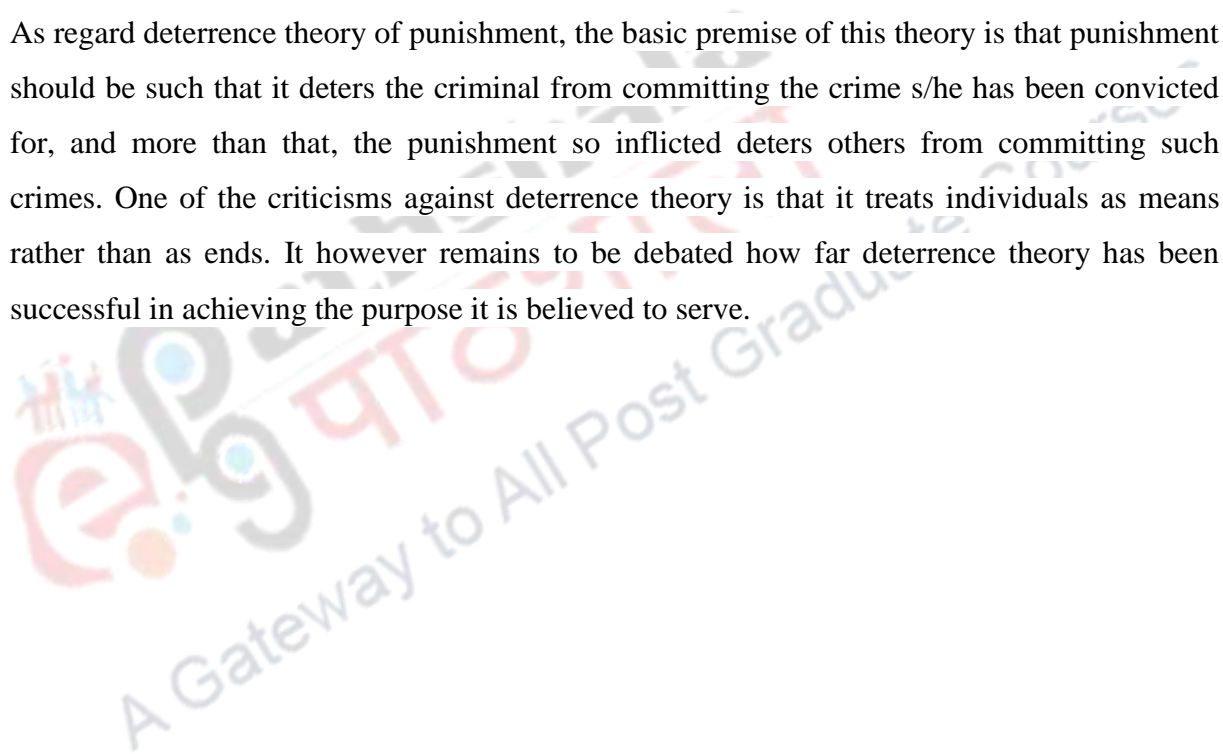 As regard deterrence theory of punishment, the basic premise of this theory is that punishment
should be such that it deters the criminal from committing the crime s/he has been convicted
for, and more than that, the punishment so inflicted deters others from committing such
crimes. One of the criticisms against deterrence theory is that it treats individuals as means
rather than as ends. It however remains to be debated how far deterrence theory has been
successful in achieving the purpose it is believed to serve.
पाठशाला
A Gateway to All Post Graduate Courses